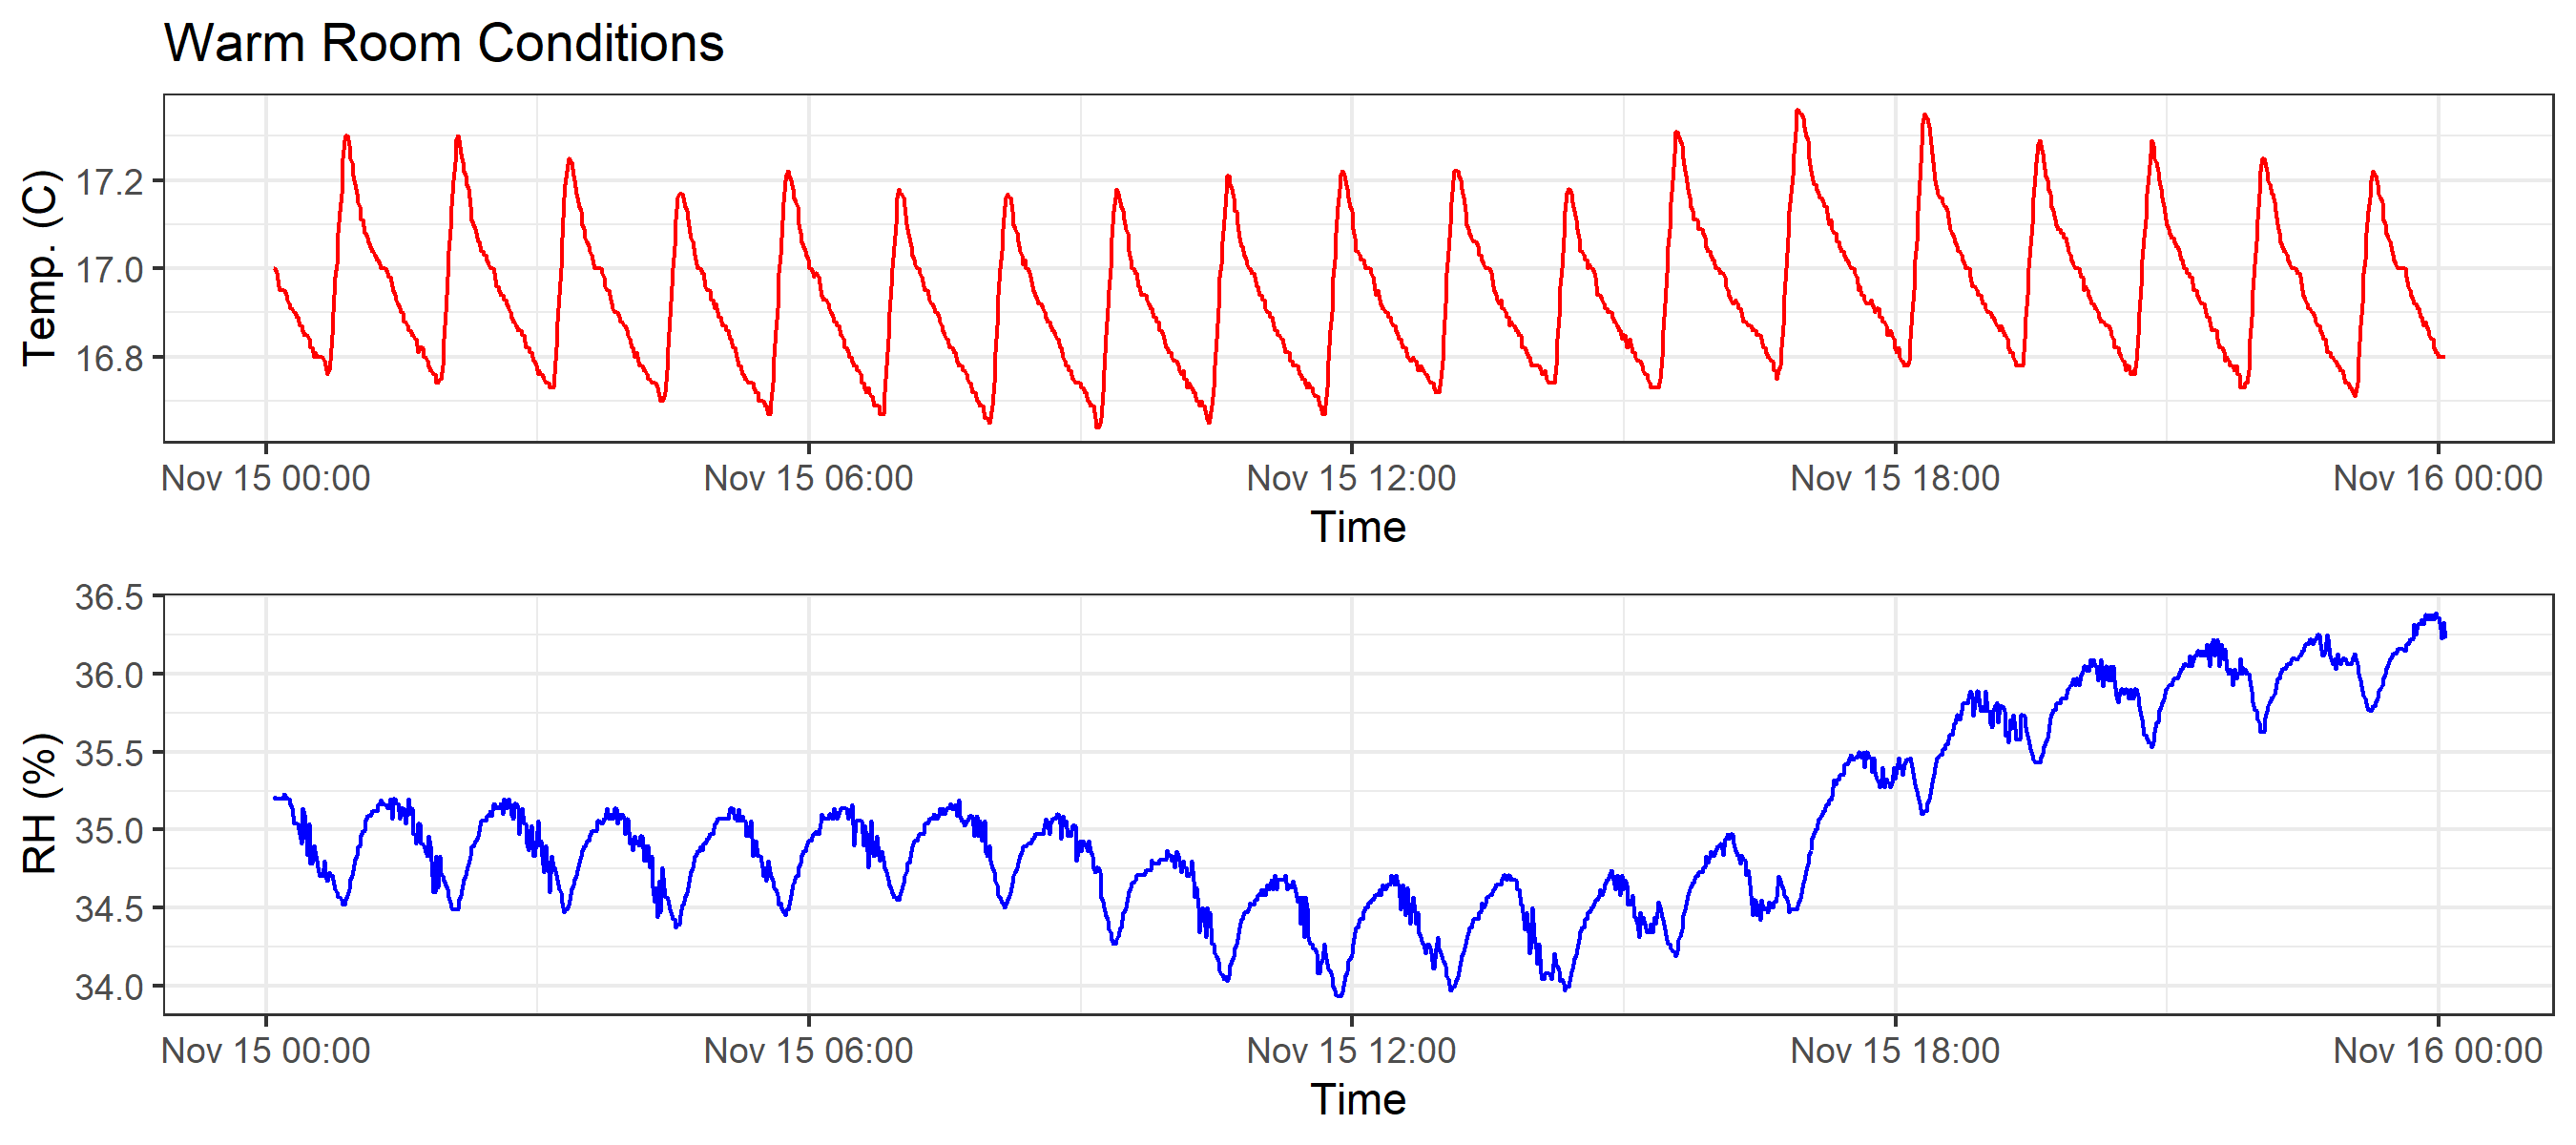 Warm Room Conditions
Temp. (C)
17.2
17.0
16.8
Nov 15 00:00 Nov 15 06:00 Nov 15 12:00 Nov 15 18:00 Nov 16 00:00
Time
RH (%)
36.5
36.0
35.5
35.0
34.5
34.0
Nov 15 00:00 Nov 15 06:00 Nov 15 12:00 Nov 15 18:00 Nov 16 00:00
Time